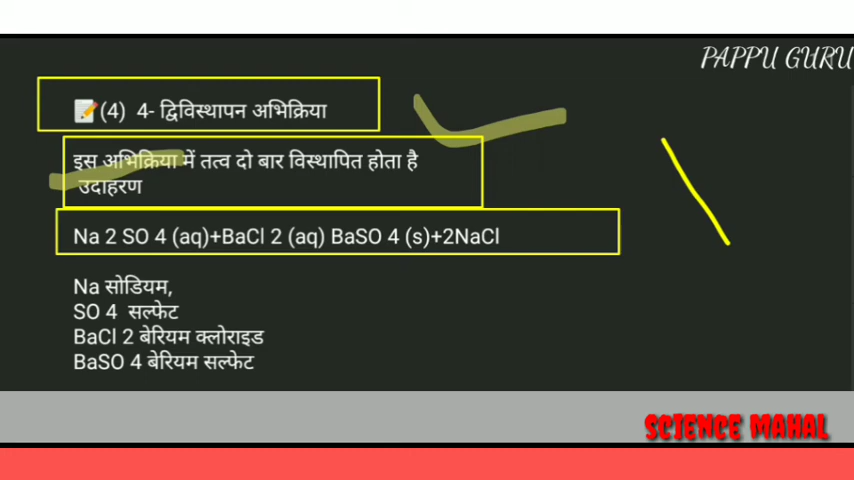 PAPPU GURU
📝(4) 4- द्विविस्थापन अभिक्रिया
इस अभिक्रिया में तत्व दो बार विस्थापित होता है
उदाहरण
Na 2 SO 4 (aq)+BaCl 2 (aq) BaSO 4 (s)+2NaCl
Na सोडियम,
SO 4 सल्फेट
BaCl 2 बेरियम क्लोराइड
BaSO 4 बेरियम सल्फेट
SCIENCE MAHAL